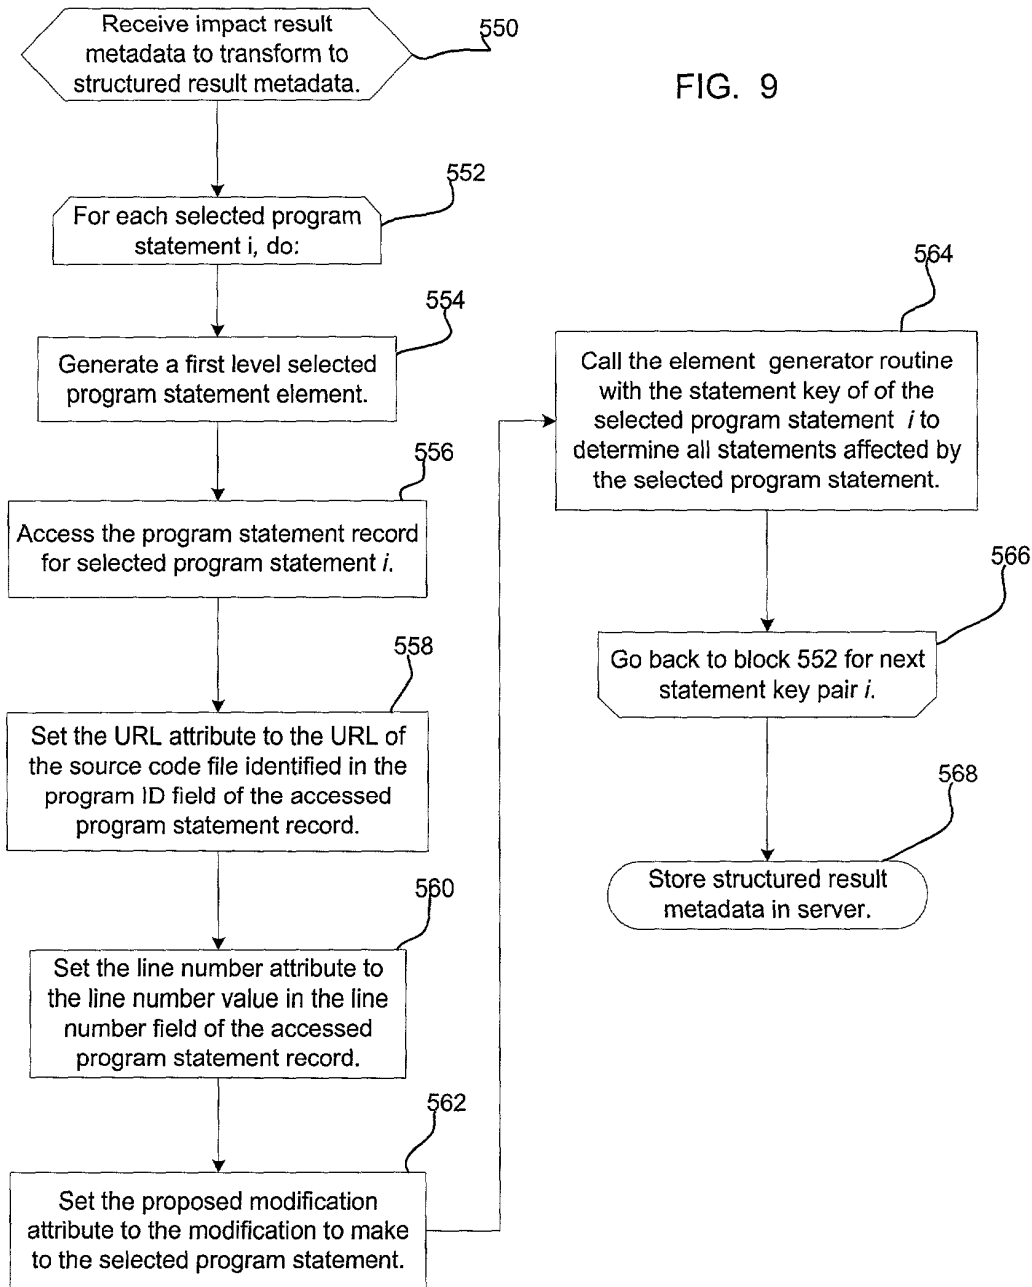 Receive impact result
metadata to transform to
structured result metadata.
550
FIG. 9
552
For each selected program
statement i, do:
554
Generate a first level selected
program statement element.
556
Access the program statement record
for selected program statement i.
558
Set the URL attribute to the URL of
the source code file identified in the
program ID field of the accessed
program statement record.
560
Set the line number attribute to
the line number value in the line
number field of the accessed
program statement record.
562
Set the proposed modification
attribute to the modification to make
to the selected program statement.
564
Call the element generator routine
with the statement key of of the
selected program statement i to
determine all statements affected by
the selected program statement.
566
Go back to block 552 for next
statement key pair i.
568
Store structured result
metadata in server.